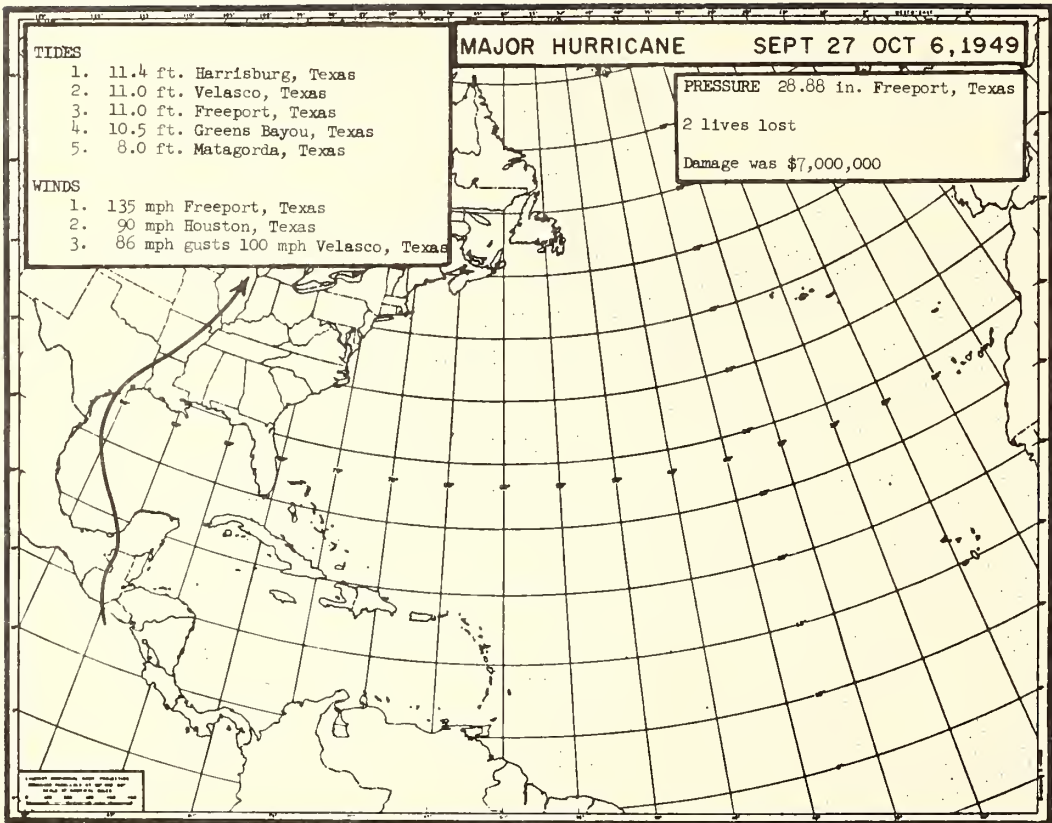 MAJOR HURRICANE SEPT 27 OCT 6, 1949
TIDES
1. 11.4 ft. Harrisburg, Texas
2. 11.0 ft. Velasco, Texas
3. 11.0 ft. Freeport, Texas
4. 10.5 ft. Greens Bayou, Texas
5. 8.0 ft. Matagorda, Texas
WINDS
1. 135 mph Freeport, Texas
2. 90 mph Houston, Texas
3. 86 mph gusts 100 mph Velasco, Texas
PRESSURE 28.88 in. Freeport, Texas
2 lives lost
Damage was $7,000,000